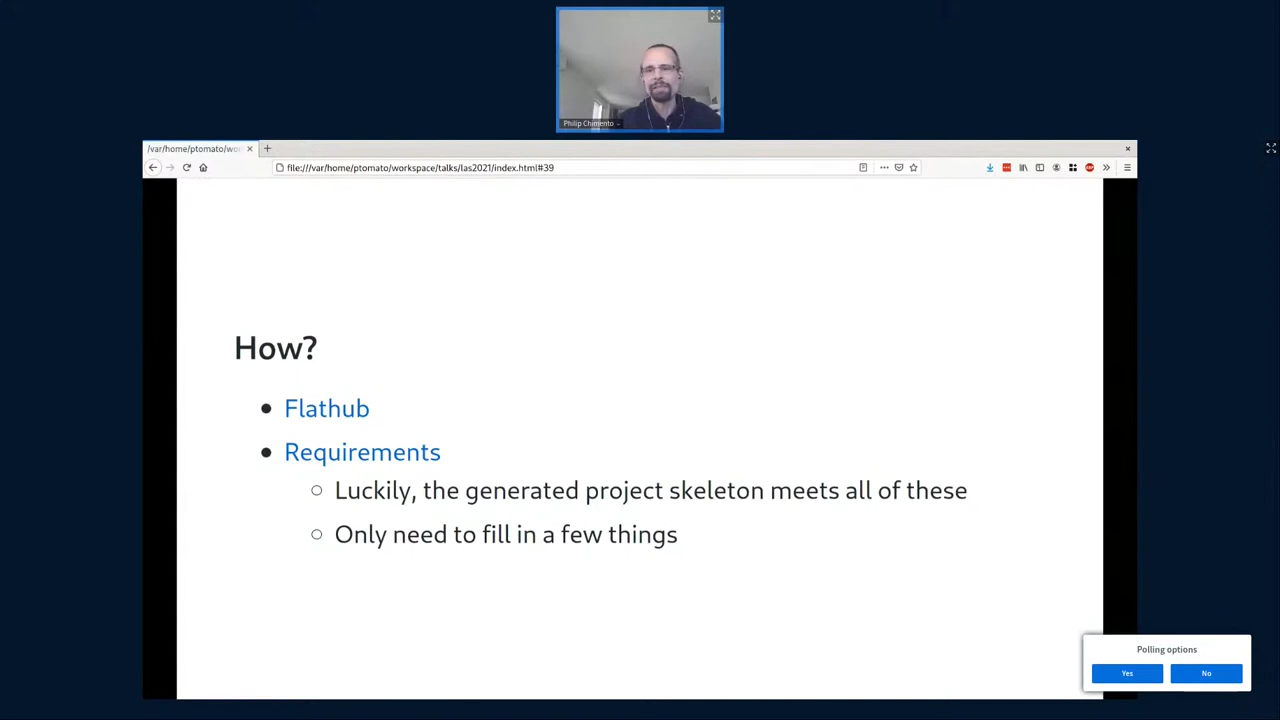 Philip Chimento
/var/home/ptomato/wor
file:///var/home/ptomato/workspace/talks/las2021/index.html#39
How?
Flathub
Requirements
Luckily, the generated project skeleton meets all of these
Only need to fill in a few things
Polling options
Yes
No